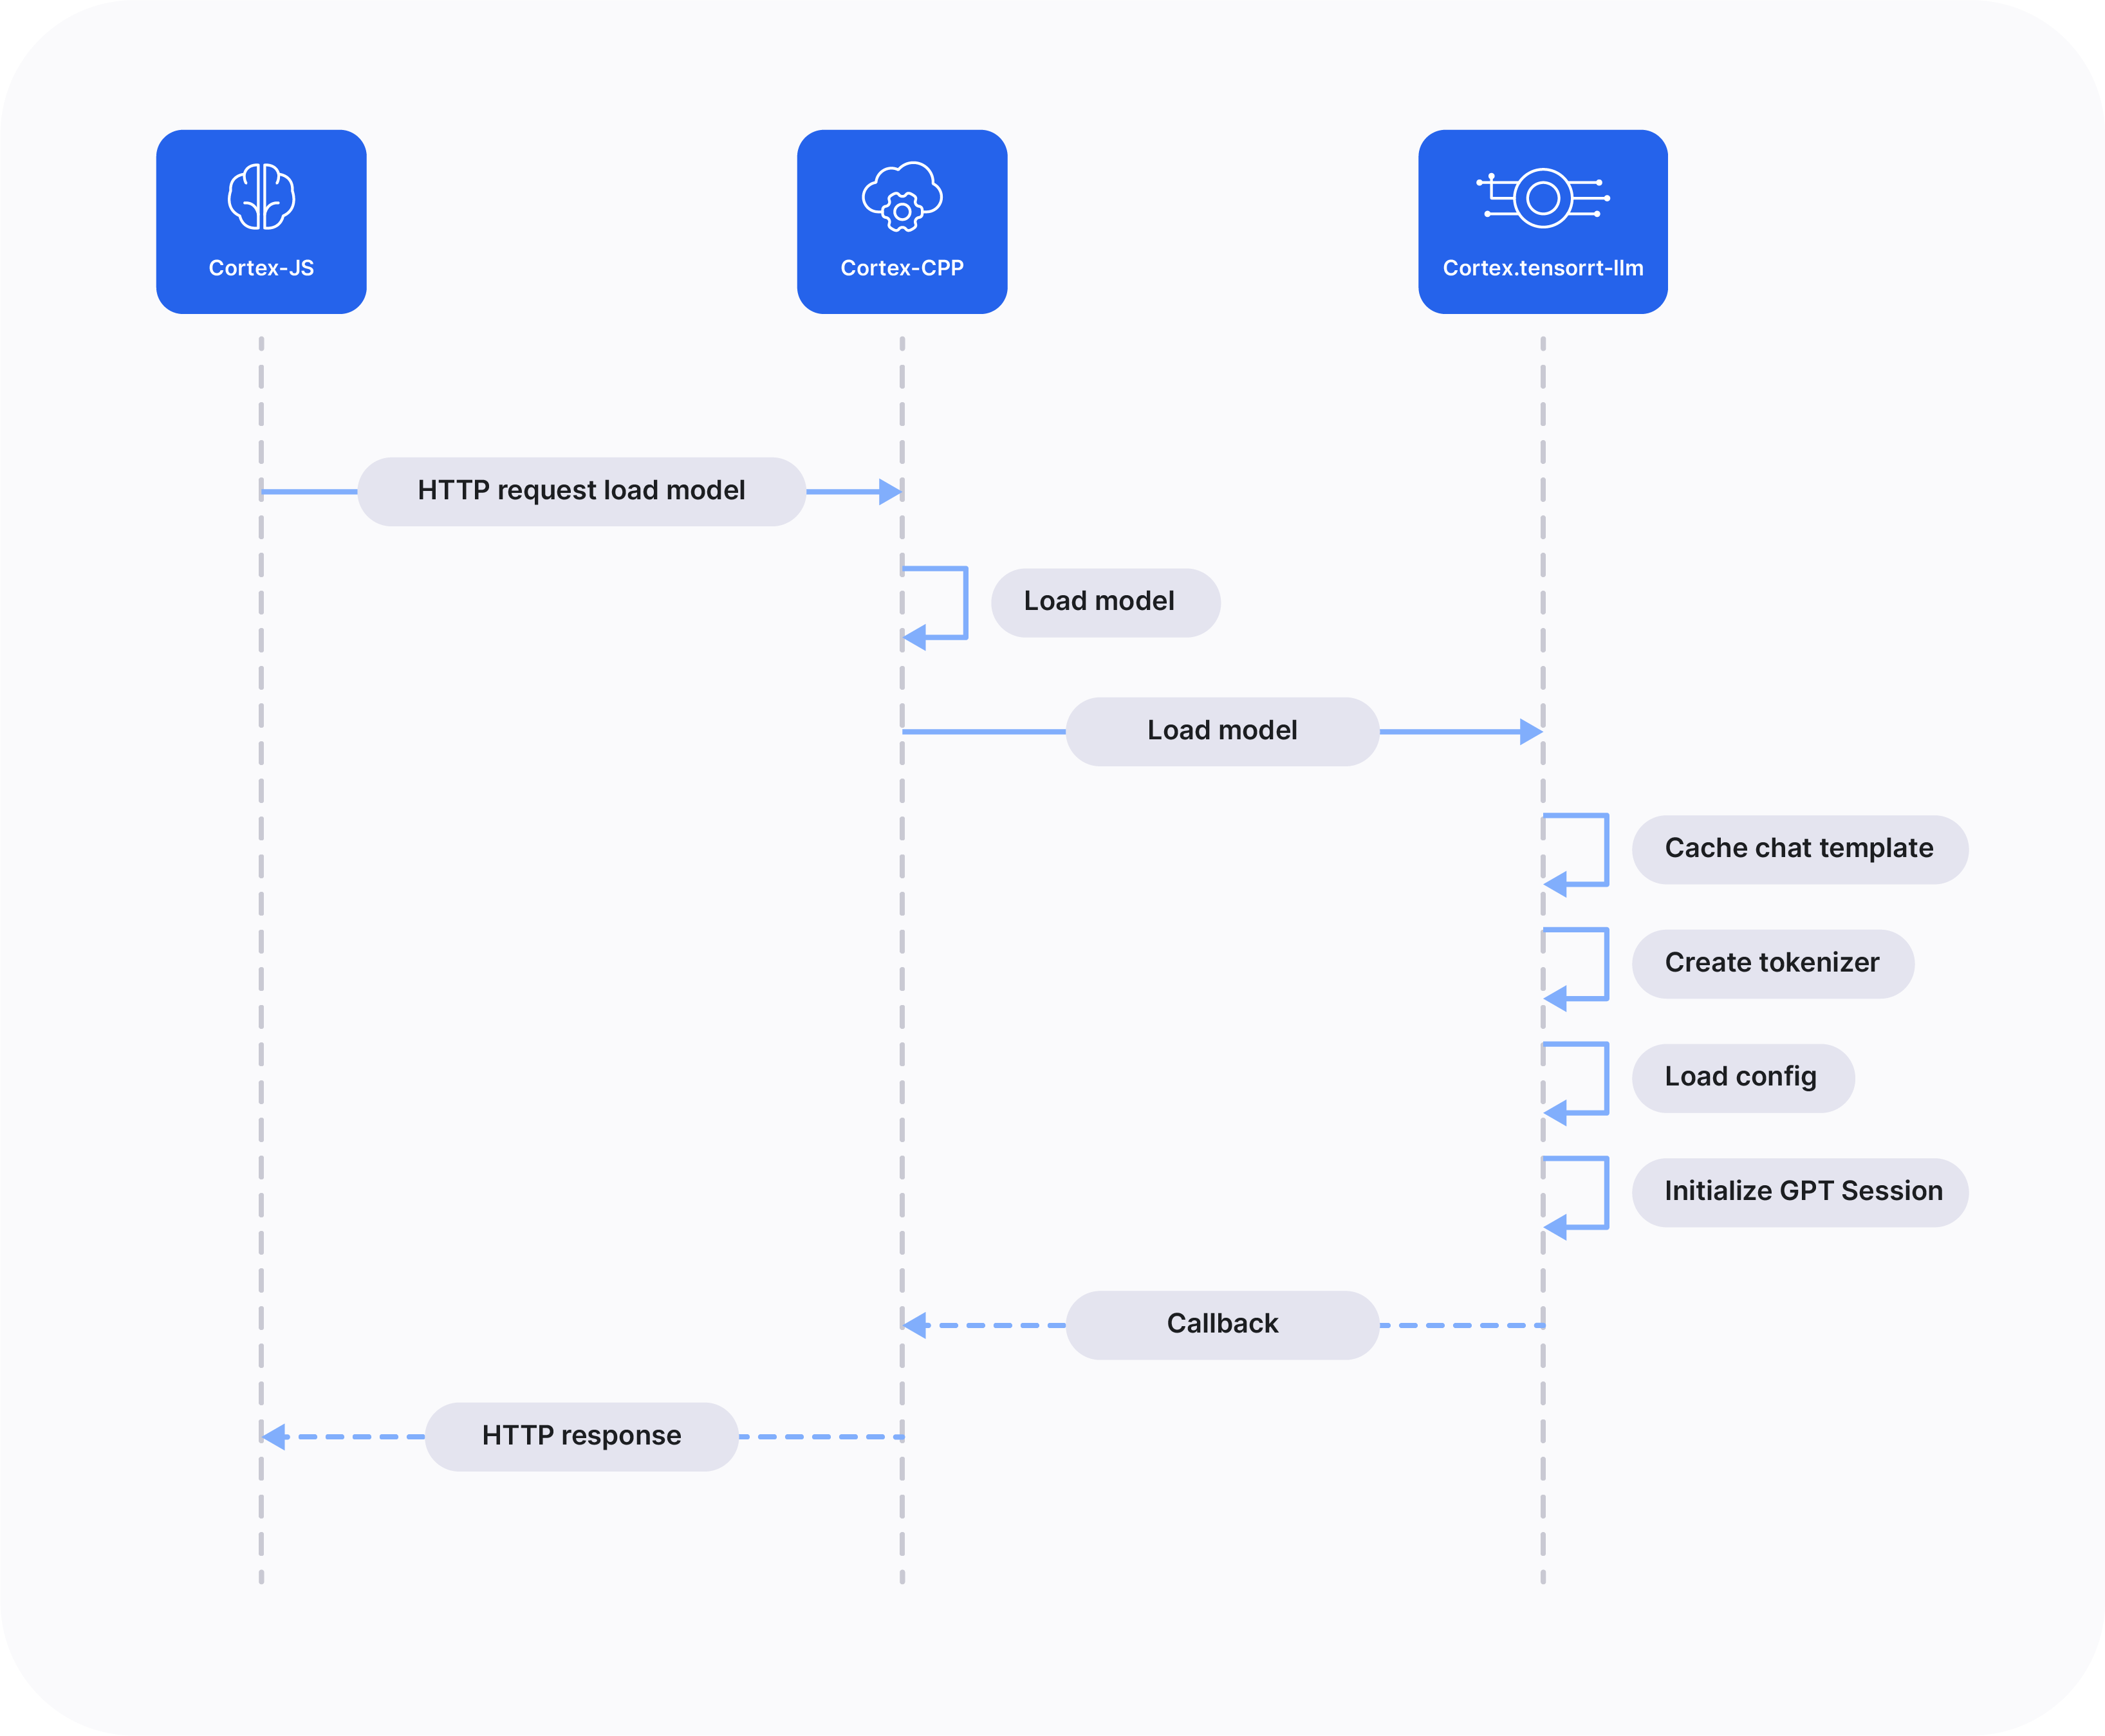 Cortex-JS
Cortex-CPP
Cortex.tensorrt-llm
HTTP request load model
Load model
Load model
Cache chat template
Create tokenizer
Load config
Initialize GPT Session
Callback
HTTP response